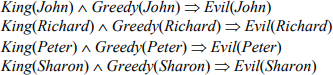 King(John) ∧ Greedy(John) ⇒ Evil(John)
King(Richard) ∧ Greedy(Richard) ⇒ Evil(Richard)
King(Peter) ∧ Greedy(Peter) ⇒ Evil(Peter)
King(Sharon) ∧ Greedy(Sharon) ⇒ Evil(Sharon)